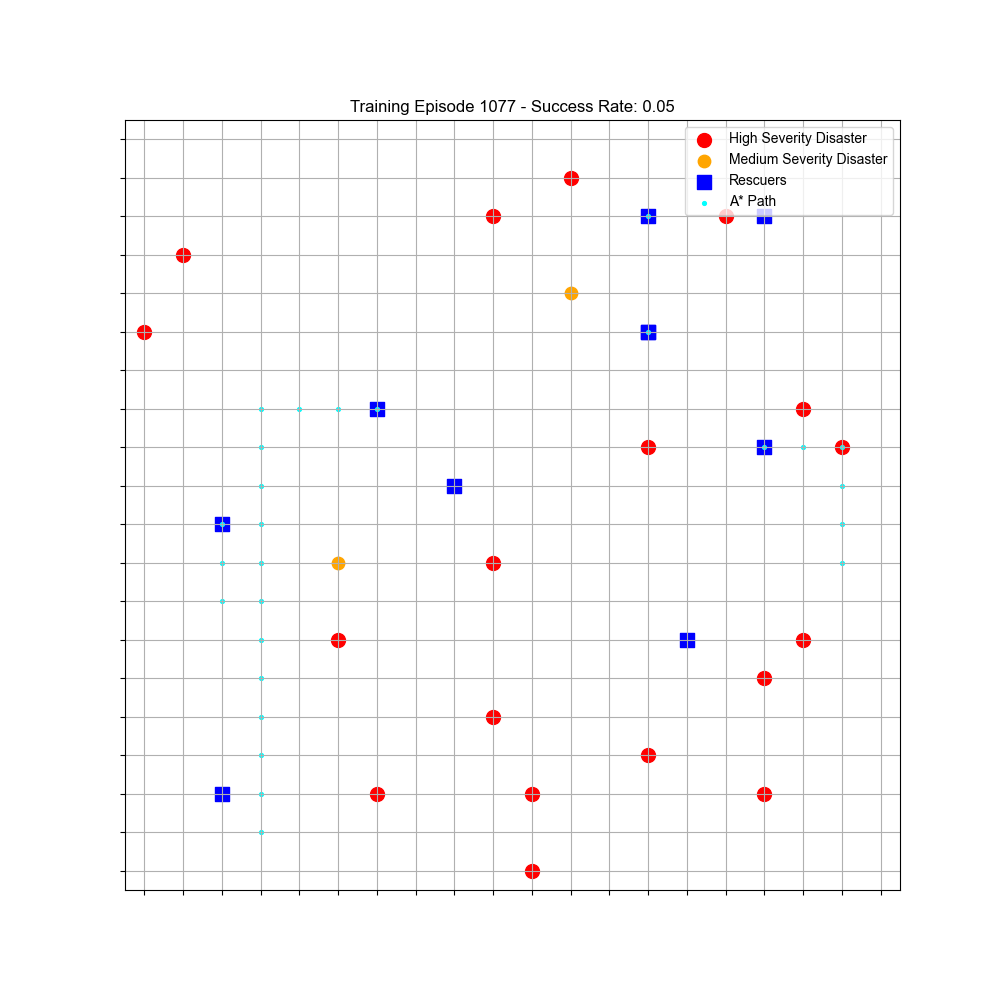 Training Episode 1077 - Success Rate: 0.05
High Severity Disaster
Medium Severity Disaster
Rescuers
A* Path